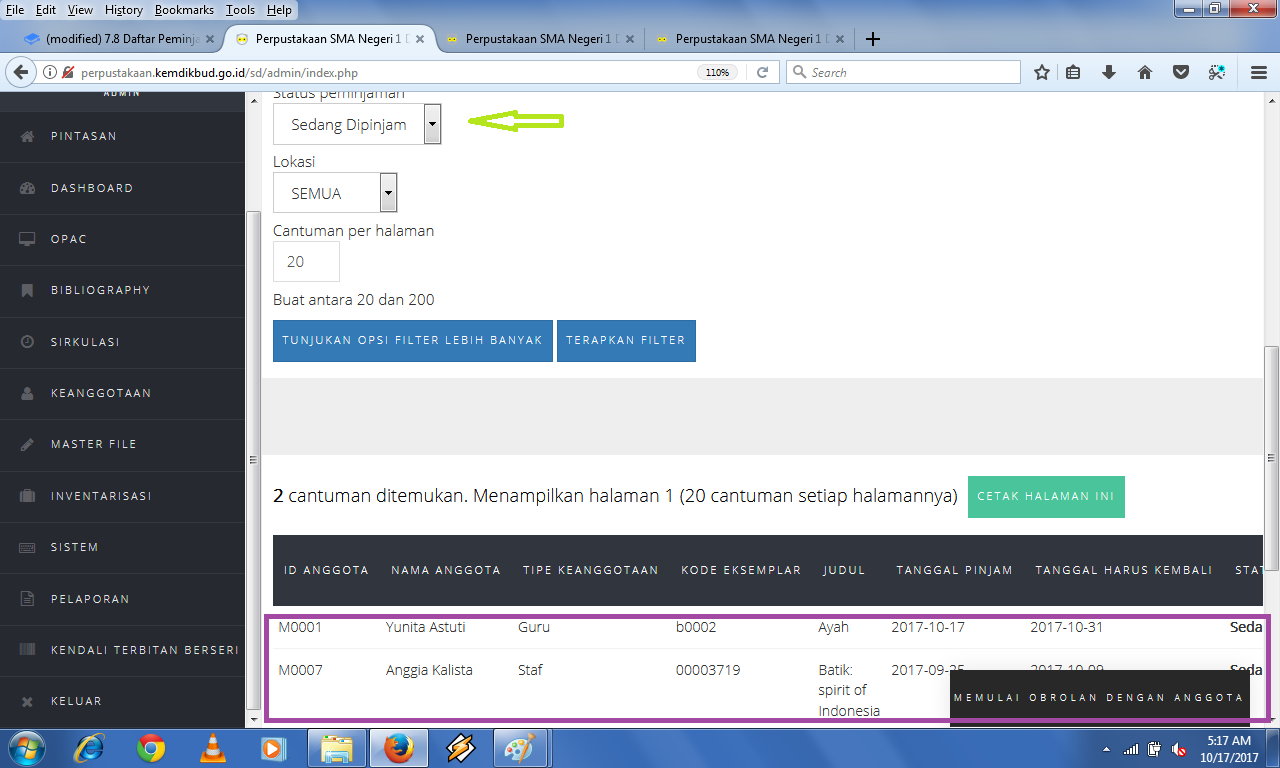 File Edit View History Bookmarks Tools Help
(modified) 7.8 Daftar Peminja
Perpustakaan SMA Negeri 1 D
Perpustakaan SMA Negeri 1 D
Perpustakaan SMA Negeri 1 D
perpustakaan.kemdikbud.go.id/sd/admin/index.php
110%
Search
ADMIN
PINTASAN
DASHBOARD
OPAC
BIBLIOGRAPHY
SIRKULASI
KEANGGOTAAN
MASTER FILE
INVENTARISASI
SISTEM
PELAPORAN
KENDALI TERBITAN BERSERI
KELUAR
Status peminjaman
Sedang Dipinjam
Lokasi
SEMUA
Cantuman per halaman
20
Buat antara 20 dan 200
TUNJUKAN OPSI FILTER LEBIH BANYAK TERAPKAN FILTER
2 cantuman ditemukan. Menampilkan halaman 1 (20 cantuman setiap halamannya) CETAK HALAMAN INI
ID ANGGOTA NAMA ANGGOTA TIPE KEANGGOTAAN KODE EKSEMPLAR JUDUL TANGGAL PINJAM TANGGAL HARUS KEMBALI STAT
M0001 Yunita Astuti Guru b0002 Ayah 2017-10-17 2017-10-31 Seda
M0007 Anggia Kalista Staf 00003719 Batik: 2017-09-25 2017-10-09 Seda
spirit of
Indonesia
MEMULAI OBROLAN DENGAN ANGGOTA
5:17 AM
10/17/2017